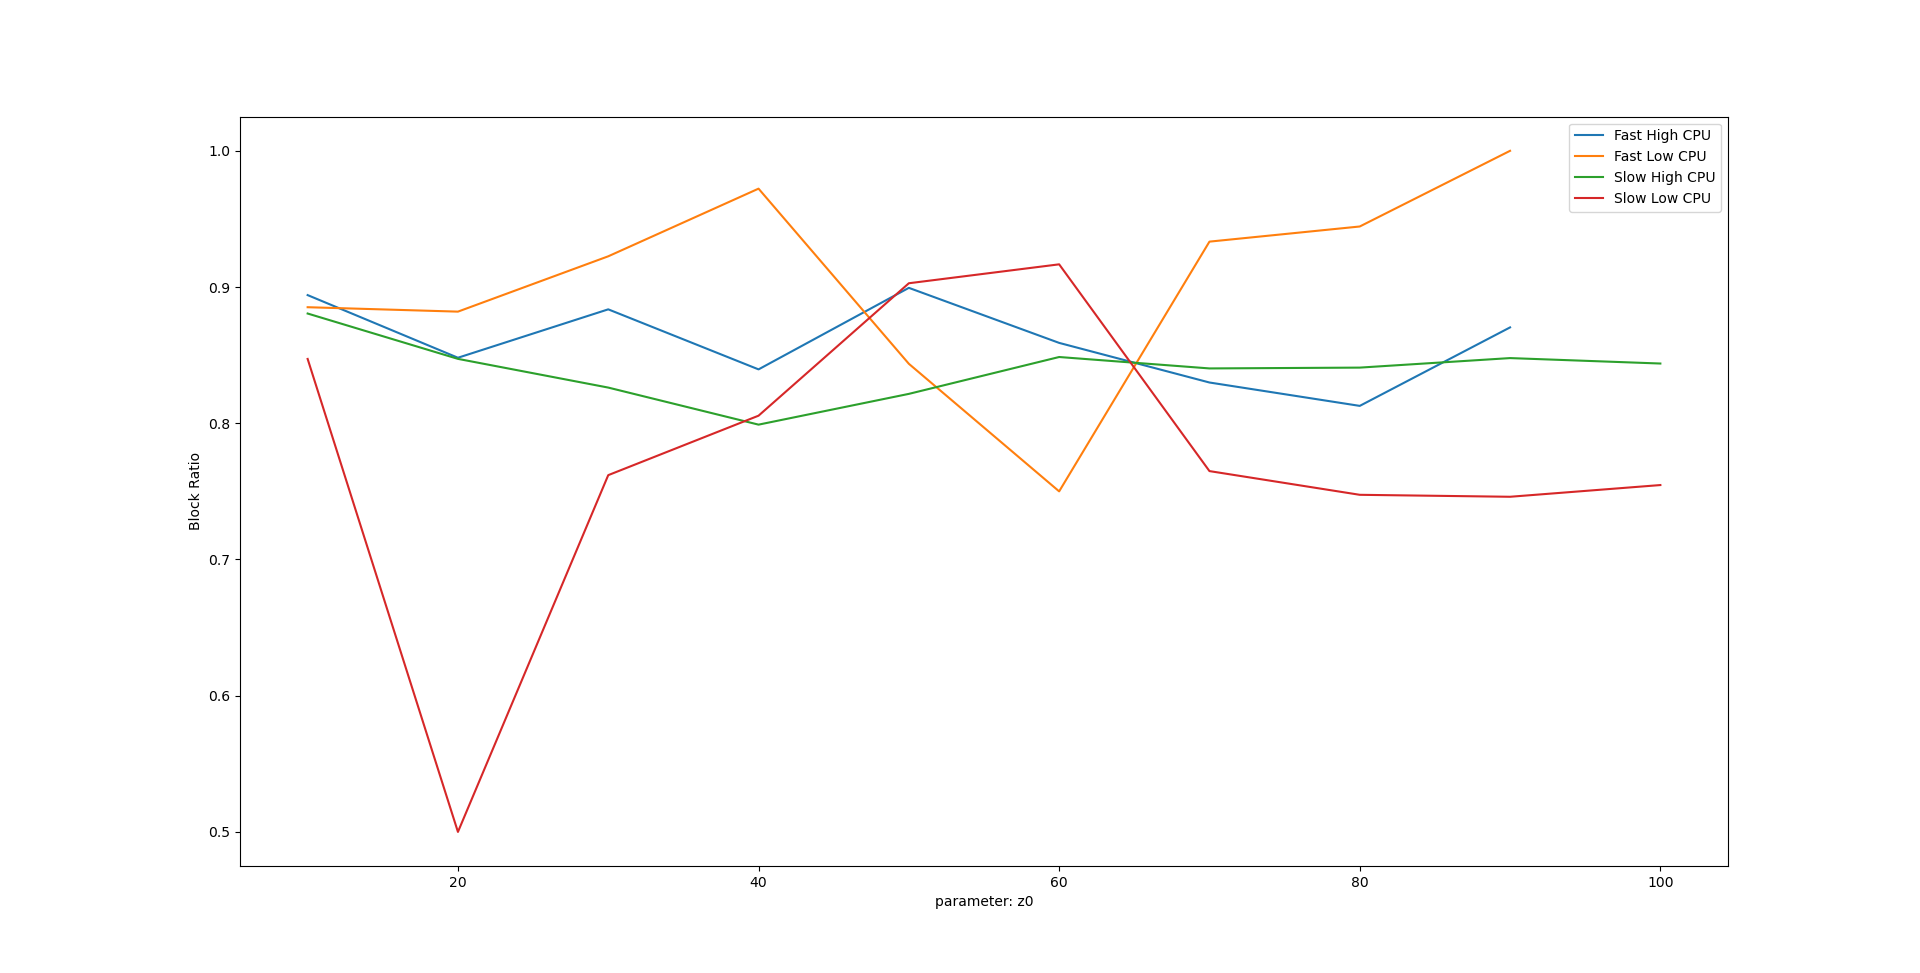 Fast High CPU
Fast Low CPU
Slow High CPU
Slow Low CPU
1.0
0.9
0.8
0.7
0.6
0.5
Block Ratio
20 40 60 80 100
parameter: z0